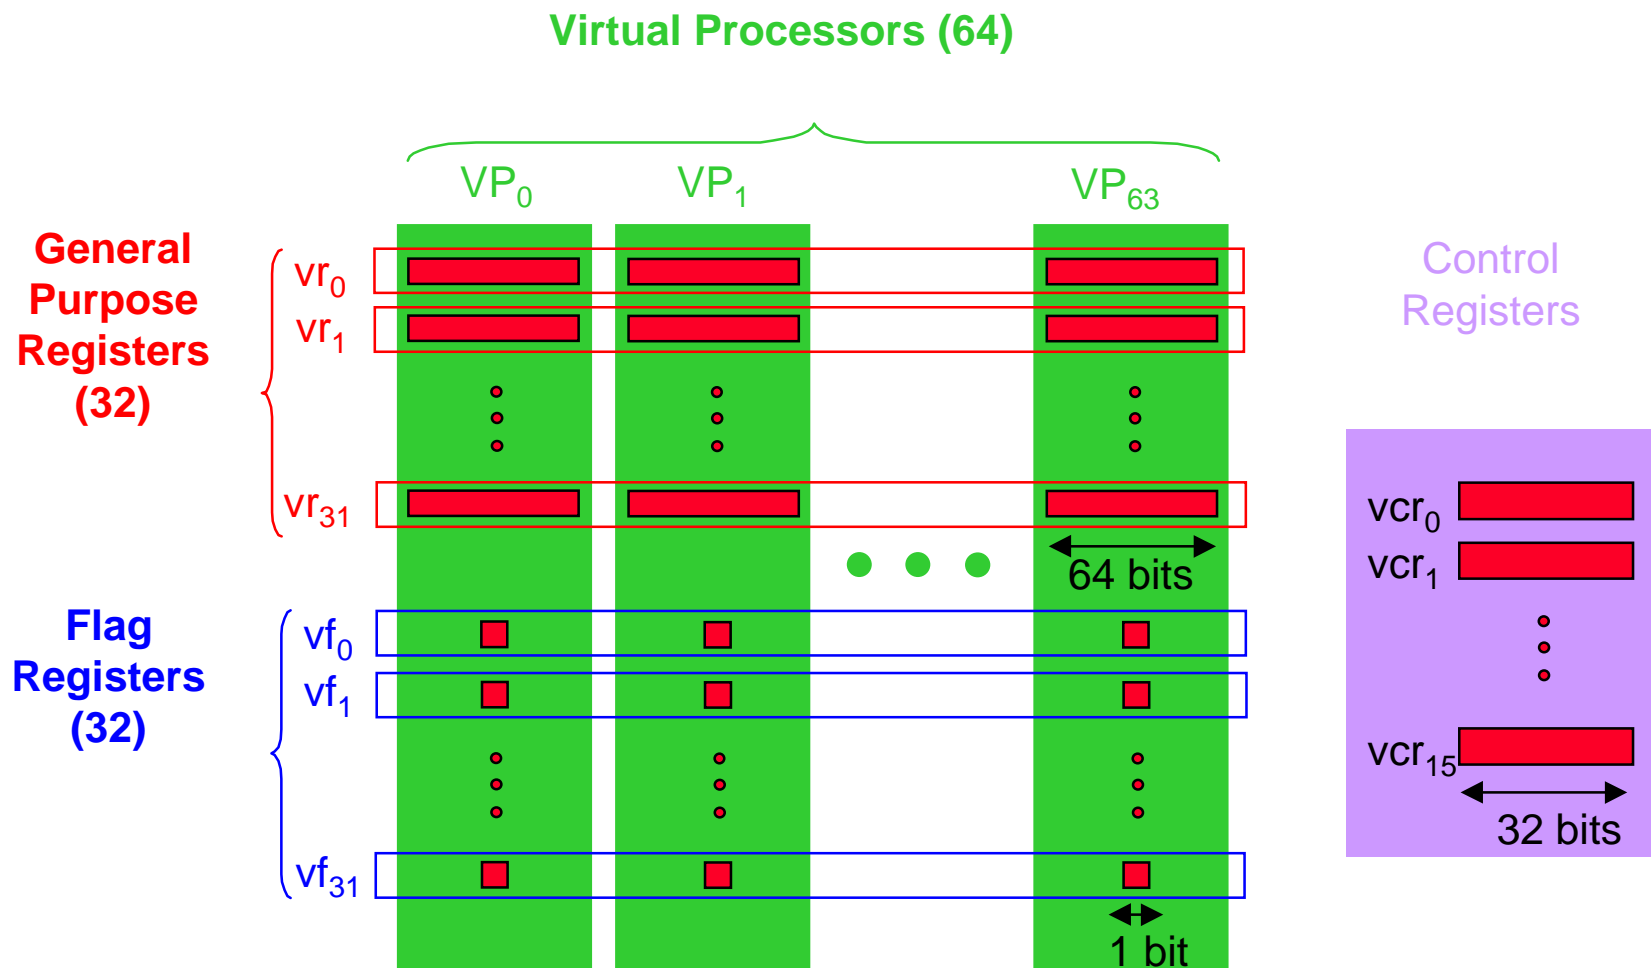 Virtual Processors (64)
VP0 VP1 VP63
General
Purpose
Registers
(32)
vr0
vr1
vr31
64 bits
Flag
Registers
(32)
vf0
vf1
vf31
1 bit
Control
Registers
vcr0
vcr1
vcr15
32 bits